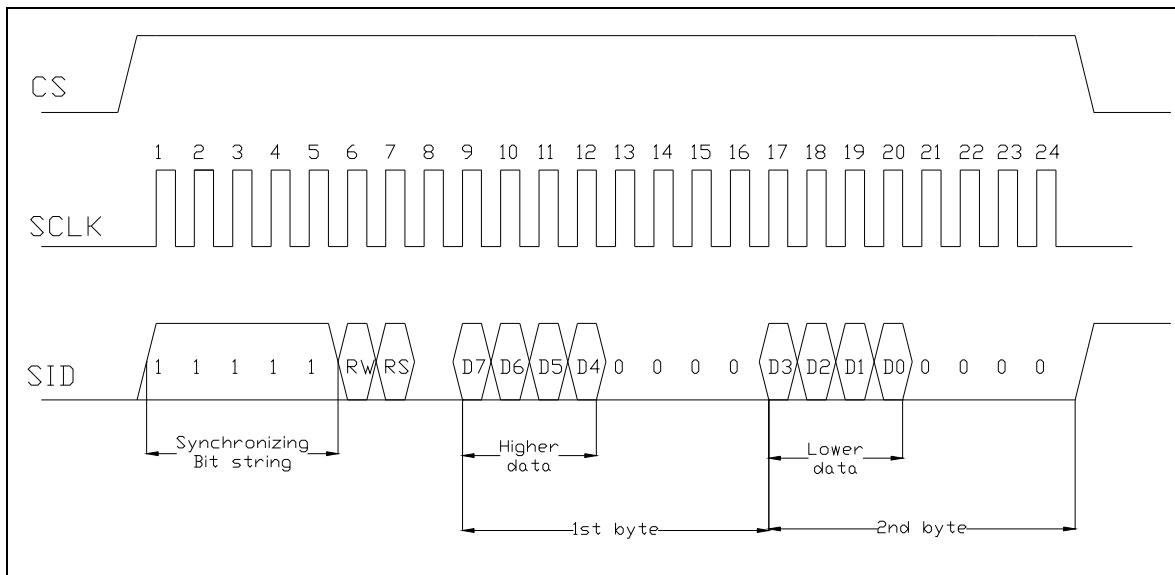 CS
1 2 3 4 5 6 7 8 9 10 11 12 13 14 15 16 17 18 19 20 21 22 23 24
SCLK
SID
1 1 1 1 1 RW RS D7 D6 D5 D4 0 0 0 0 D3 D2 D1 D0 0 0 0 0
Synchronizing
Bit string
Higher
data
Lower
data
1st byte
2nd byte